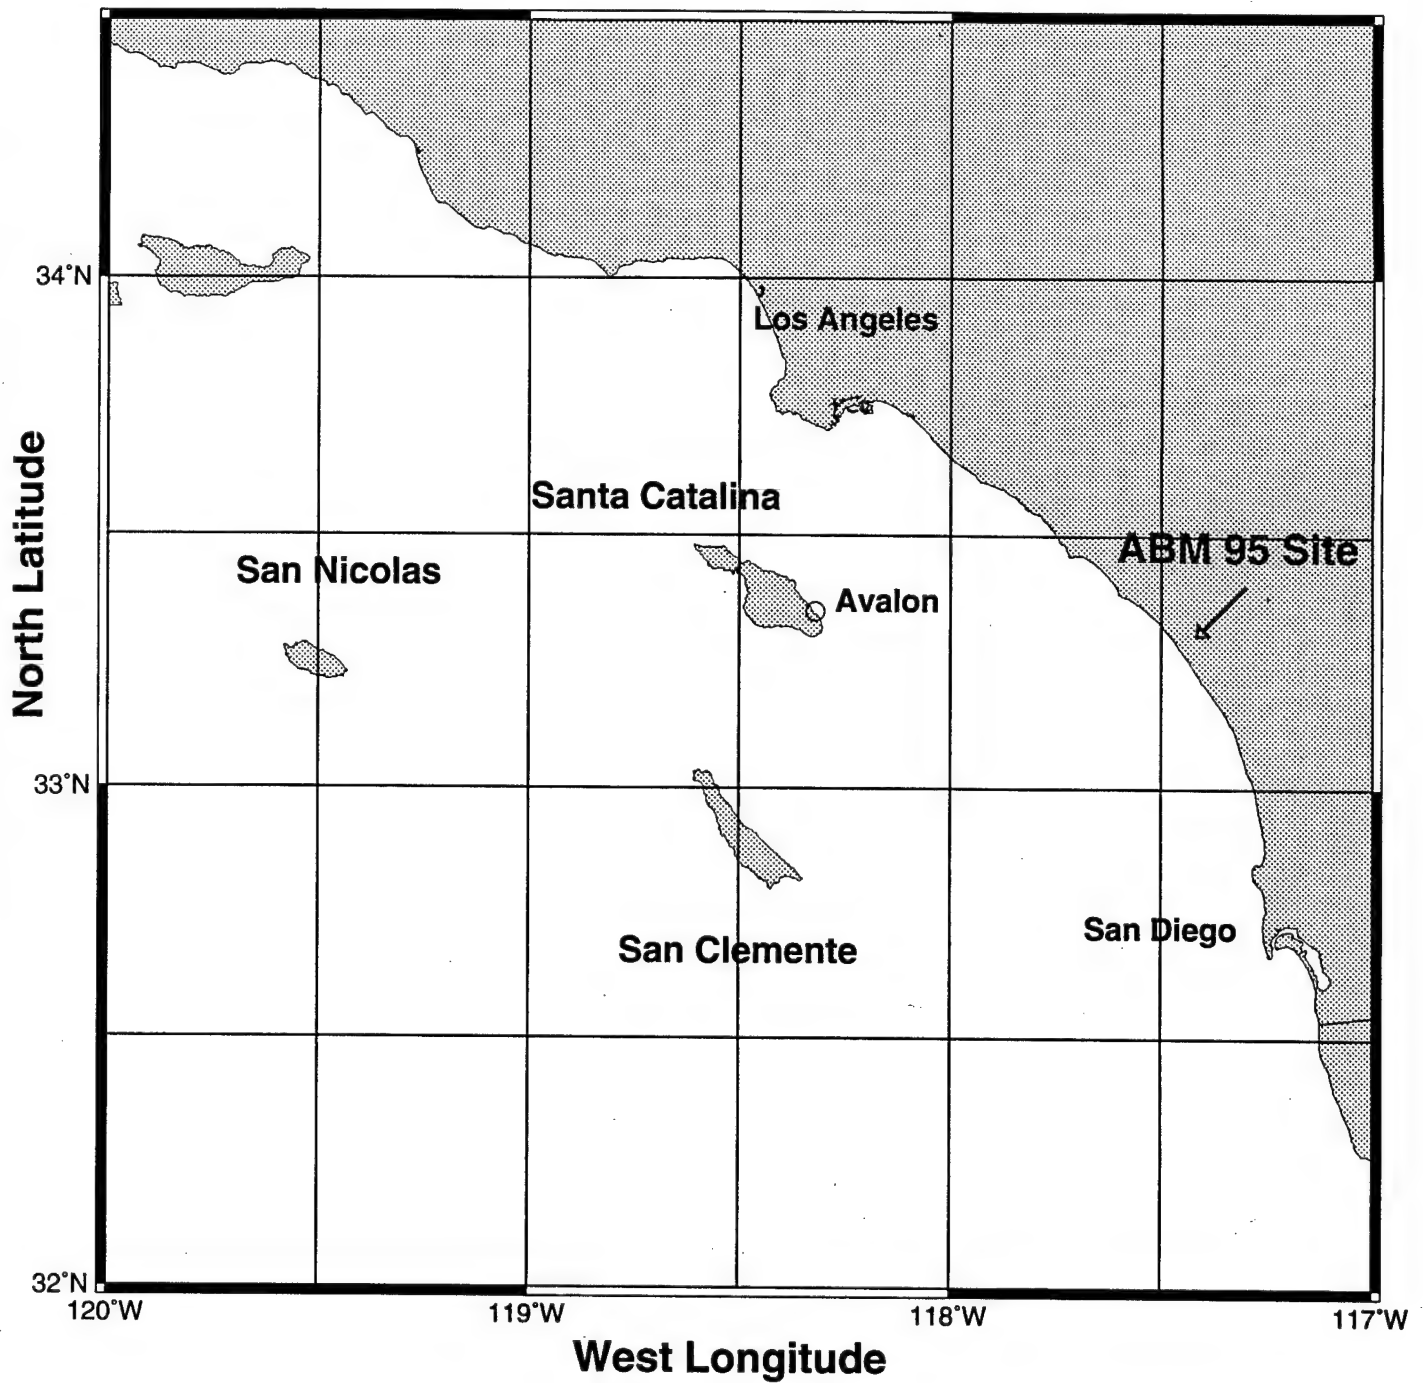 34°N
Los Angeles
Santa Catalina
ABM 95 Site
San Nicolas
Avalon
North Latitude
33°N
San Diego
San Clemente
32°N
120°W
119°W
118°W
117°W
West Longitude